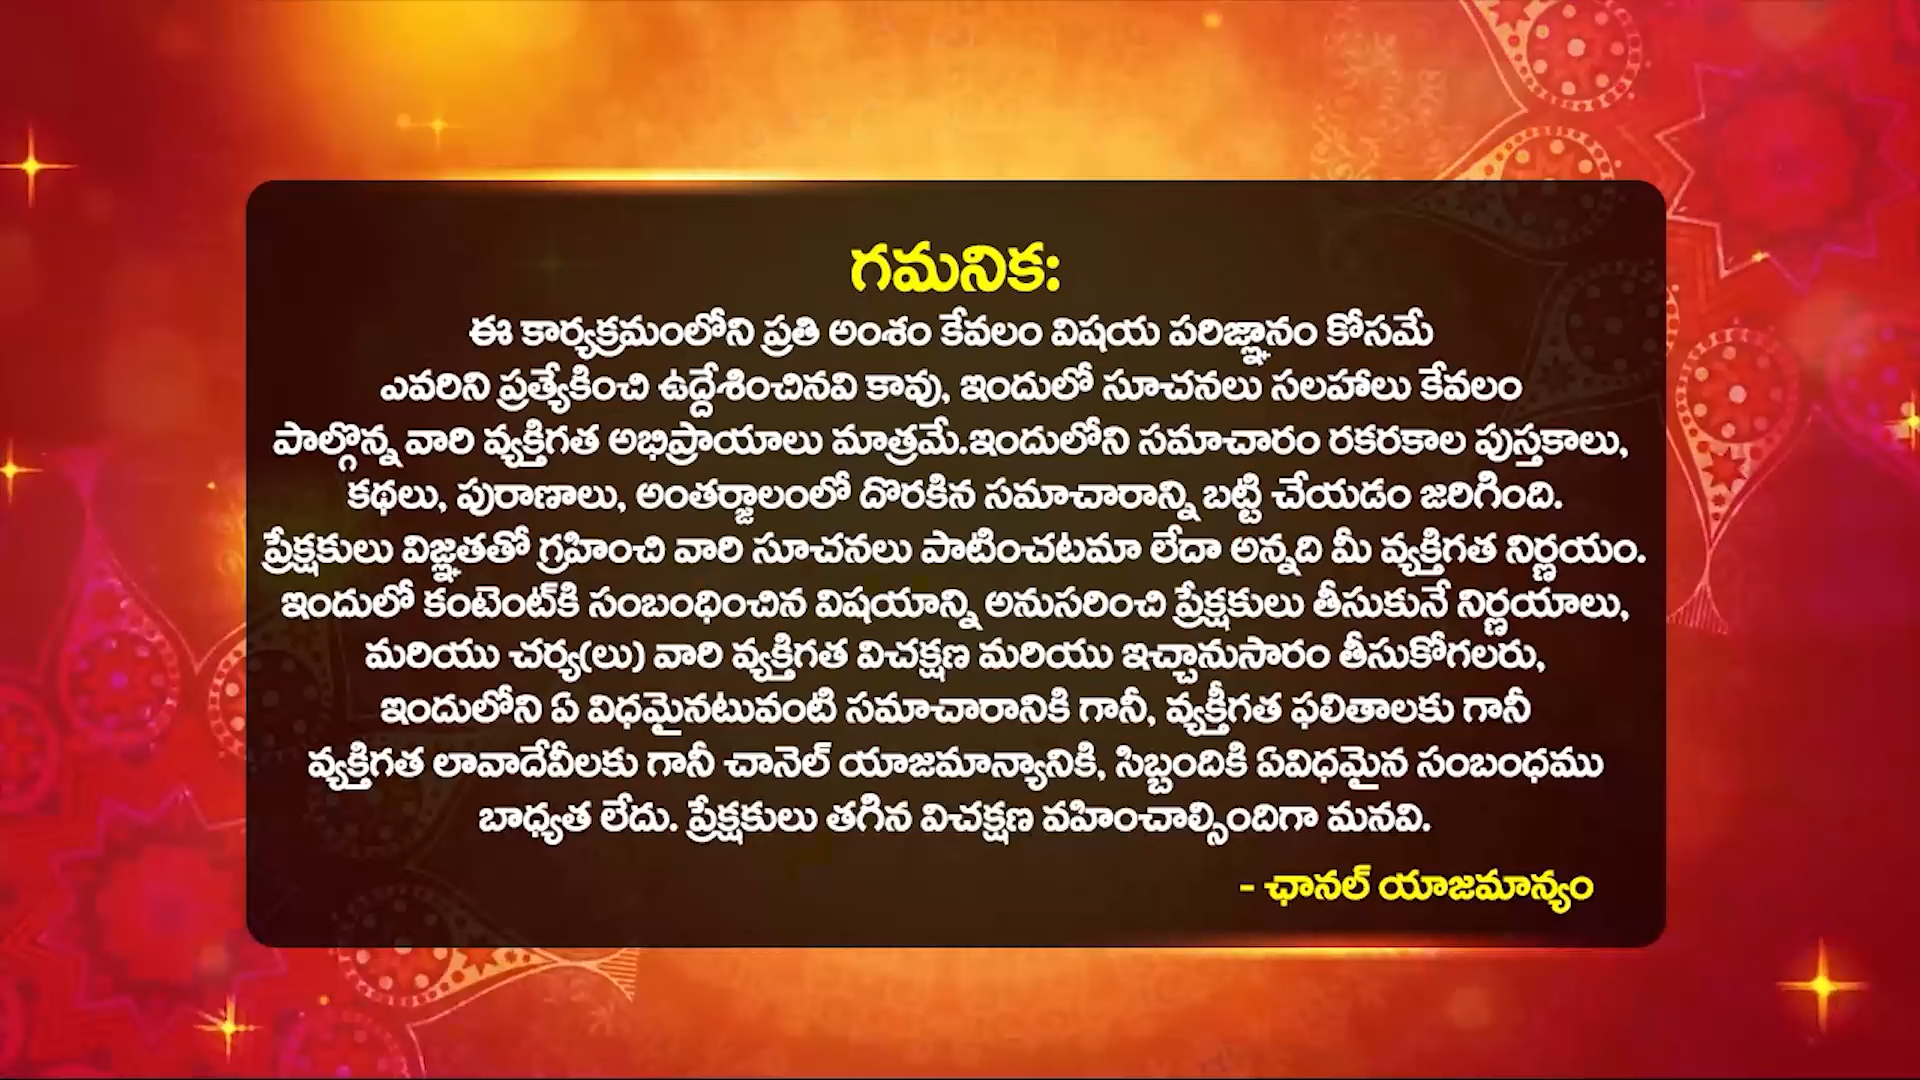 గమనిక:
ఈ కార్యక్రమంలోని ప్రతి అంశం కేవలం విషయ పరిజ్ఞానం కోసమే
ఎవరిని ప్రత్యేకించి ఉద్దేశించినవి కావు, ఇందులో సూచనలు సలహాలు కేవలం
పాల్గొన్న వారి వ్యక్తిగత అభిప్రాయాలు మాత్రమే.ఇందులోని సమాచారం రకరకాల పుస్తకాలు,
కథలు, పురాణాలు, అంతర్జాలంలో దొరకిన సమాచారాన్ని బట్టి చేయడం జరిగింది.
ప్రేక్షకులు విజ్ఞతతో గ్రహించి వారి సూచనలు పాటించటమా లేదా అన్నది మీ వ్యక్తిగత నిర్ణయం.
ఇందులో కంటెంట్‌కి సంబంధించిన విషయాన్ని అనుసరించి ప్రేక్షకులు తీసుకునే నిర్ణయాలు,
మరియు చర్య(లు) వారి వ్యక్తిగత విచక్షణ మరియు ఇచ్చానుసారం తీసుకోగలరు,
ఇందులోని ఏ విధమైనటువంటి సమాచారానికి గానీ, వ్యక్తీగత ఫలితాలకు గానీ
వ్యక్తిగత లావాదేవీలకు గానీ చానెల్ యాజమాన్యానికి, సిబ్బందికి ఏవిధమైన సంబంధము
బాధ్యత లేదు. ప్రేక్షకులు తగిన విచక్షణ వహించాల్సిందిగా మనవి.
- ఛానల్ యాజమాన్యం